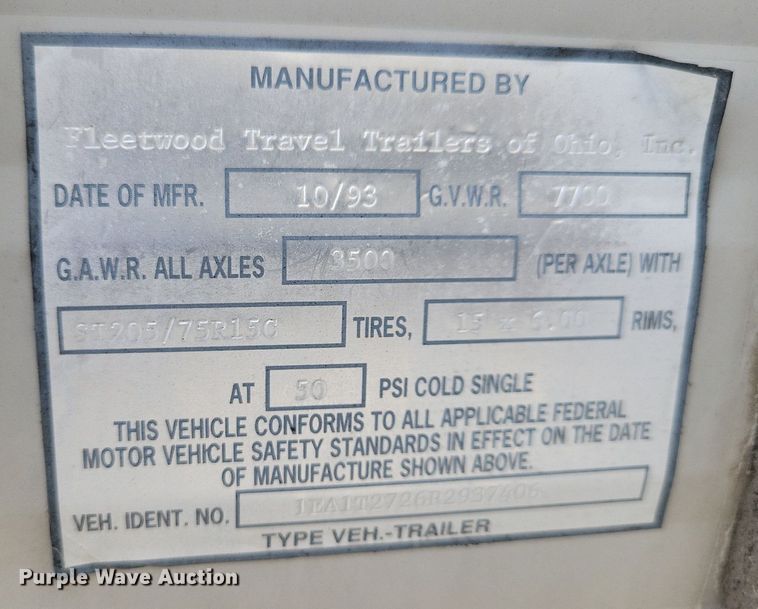 MANUFACTURED BY
Fleetwood Travel Trailers of Ohio, Inc.
DATE OF MFR. 10/93 G.V.W.R. 7700
G.A.W.R. ALL AXLES 3500 (PER AXLE) WITH
ST205/75R15C TIRES, 15 x 6.00 RIMS,
AT 50 PSI COLD SINGLE
THIS VEHICLE CONFORMS TO ALL APPLICABLE FEDERAL
MOTOR VEHICLE SAFETY STANDARDS IN EFFECT ON THE DATE
OF MANUFACTURE SHOWN ABOVE.
VEH. IDENT. NO.
TYPE VEH.-TRAILER
Purple Wave Auction